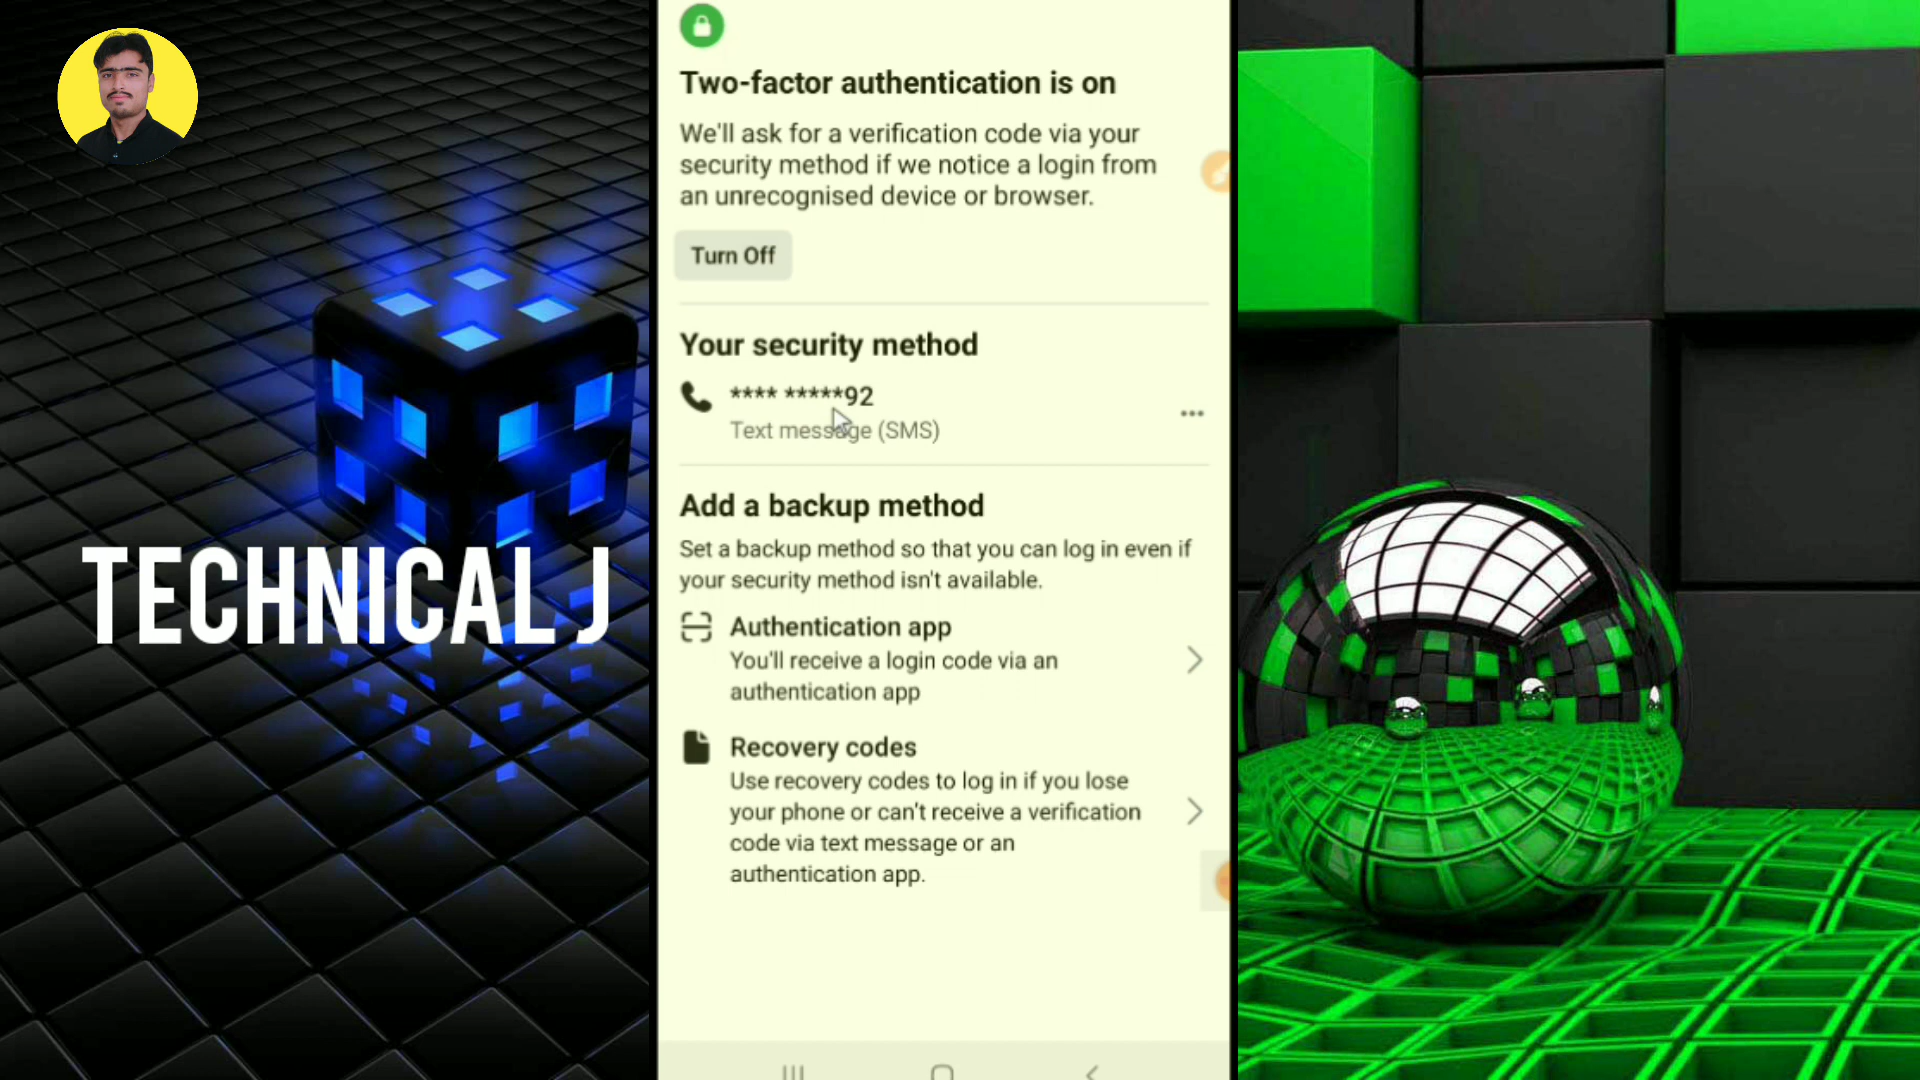 TECHNICAL J
Two-factor authentication is on
We'll ask for a verification code via your
security method if we notice a login from
an unrecognised device or browser.
Turn Off
Your security method
**** *****92
Text message (SMS)
Add a backup method
Set a backup method so that you can log in even if
your security method isn't available.
Authentication app
You'll receive a login code via an
authentication app
Recovery codes
Use recovery codes to log in if you lose
your phone or can't receive a verification
code via text message or an
authentication app.